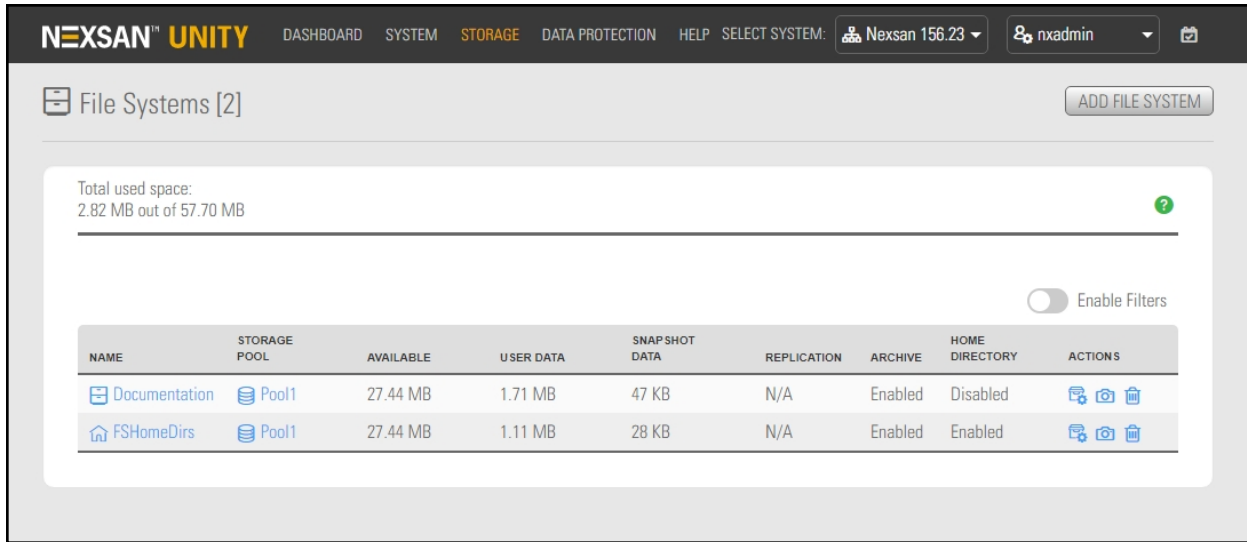 NEXSAN™ UNITY DASHBOARD SYSTEM STORAGE DATA PROTECTION HELP SELECT SYSTEM: Nexsan 156.23 nxadmin
File Systems [2] ADD FILE SYSTEM
Total used space:
2.82 MB out of 57.70 MB
?
Enable Filters
NAME STORAGE POOL AVAILABLE USER DATA SNAPSHOT DATA REPLICATION ARCHIVE HOME DIRECTORY ACTIONS
Documentation Pool1 27.44 MB 1.71 MB 47 KB N/A Enabled Disabled
FSHomeDirs Pool1 27.44 MB 1.11 MB 28 KB N/A Enabled Enabled